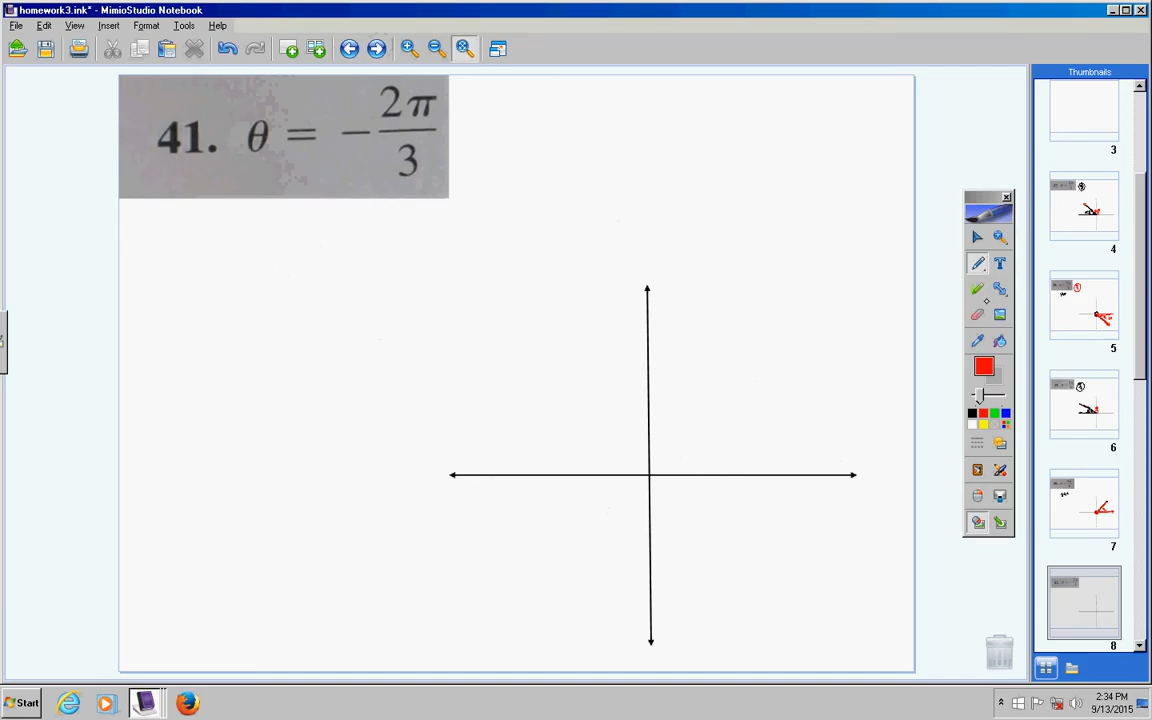 homework3.ink* - MimioStudio Notebook
File Edit View Insert Format Tools Help
41. θ = -2π/3
Thumbnails
3
4
5
6
7
8
Start
2:34 PM
9/13/2015